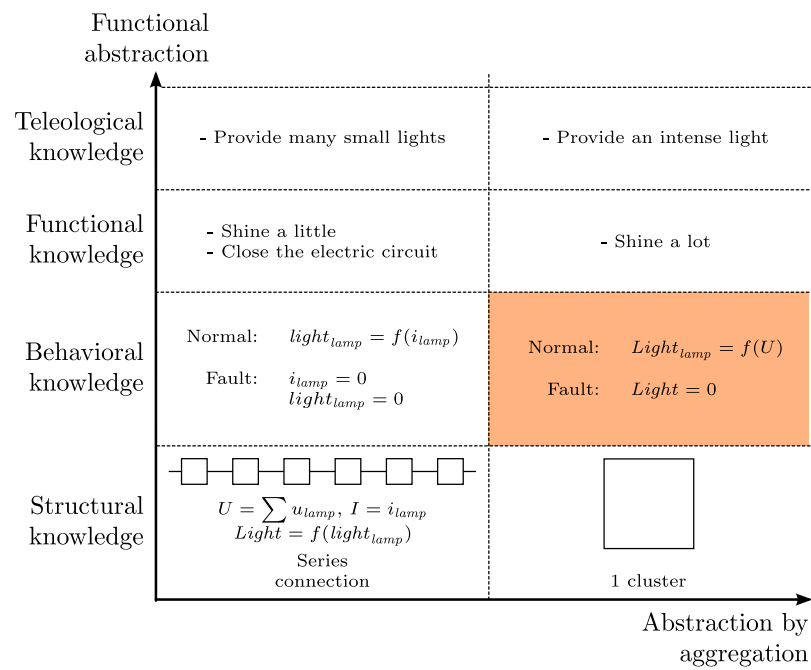 Functional
abstraction
Teleological
knowledge
- Provide many small lights
- Provide an intense light
Functional
knowledge
- Shine a little
- Close the electric circuit
- Shine a lot
Behavioral
knowledge
Normal: light_lamp = f(i_lamp)
Fault: i_lamp = 0
light_lamp = 0
Normal: Light_lamp = f(U)
Fault: Light = 0
Structural
knowledge
U = ∑ u_lamp, I = i_lamp
Light = f(light_lamp)
Series
connection
1 cluster
Abstraction by
aggregation